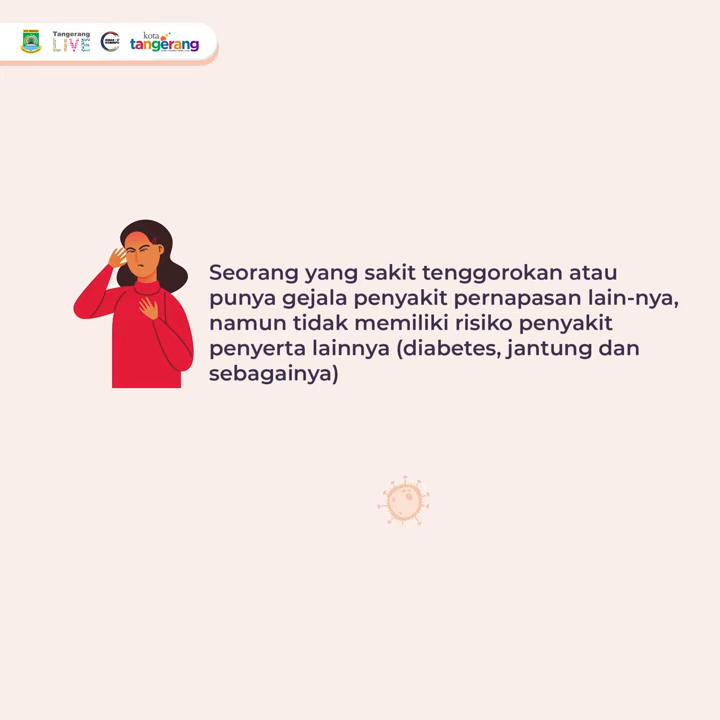 Tangerang
LIVE
kota
tangerang
Seorang yang sakit tenggorokan atau
punya gejala penyakit pernapasan lain-nya,
namun tidak memiliki risiko penyakit
penyerta lainnya (diabetes, jantung dan
sebagainya)